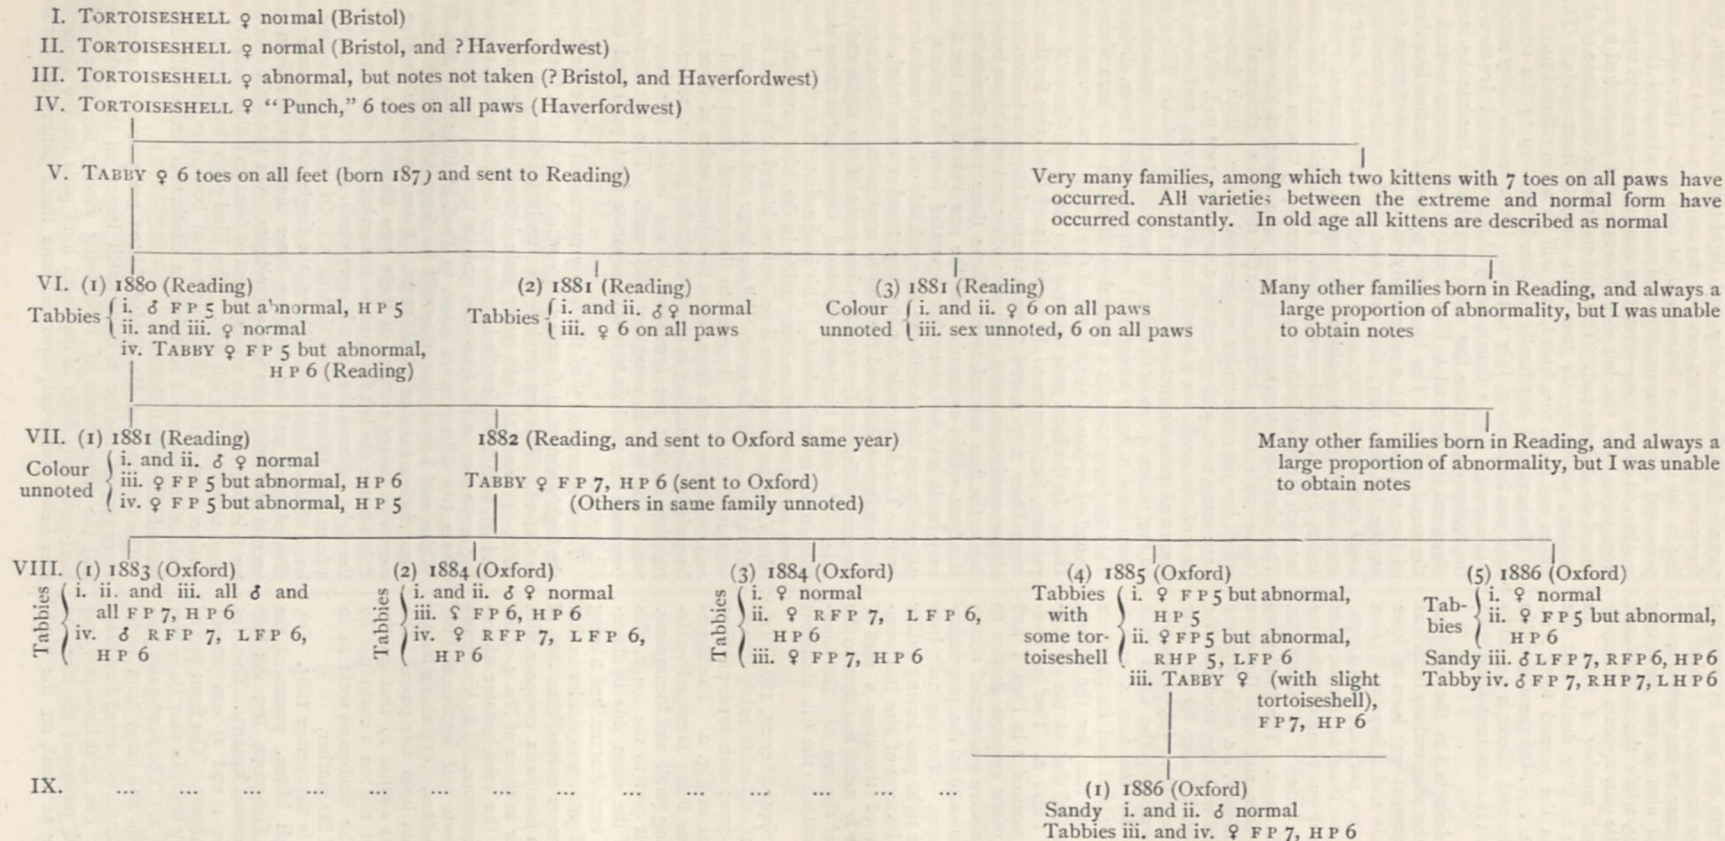 I. TORTOISESHELL ♀ normal (Bristol)
II. TORTOISESHELL ♀ normal (Bristol, and ? Haverfordwest)
III. TORTOISESHELL ♀ abnormal, but notes not taken (? Bristol, and Haverfordwest)
IV. TORTOISESHELL ♀ “Punch,” 6 toes on all paws (Haverfordwest)
V. TABBY ♀ 6 toes on all feet (born and sent to Reading)
Very many families, among which two kittens with 7 toes on all paws have
occurred. All varieties between the extreme and normal form have
occurred constantly. In old age all kittens are described as normal
VI. (1) 1880 (Reading)
Tabbies
i. ♂ F P 5 but abnormal, H P 5
ii. and iii. ♀ normal
iv. TABBY ♀ F P 5 but abnormal,
H P 6 (Reading)
(2) 1881 (Reading)
Tabbies
i. and ii. ♂ ♀ normal
iii. ♀ 6 on all paws
(3) 1881 (Reading)
Colour
unnoted
i. and ii. ♀ 6 on all paws
iii. sex unnoted, 6 on all paws
Many other families born in Reading, and always a
large proportion of abnormality, but I was unable
to obtain notes
VII. (1) 1881 (Reading)
Colour
unnoted
i. and ii. ♂ ♀ normal
iii. ♀ F P 5 but abnormal, H P 6
iv. ♀ F P 5 but abnormal, H P 5
1882 (Reading, and sent to Oxford same year)
TABBY ♀ F P 7, H P 6 (sent to Oxford)
(Others in same family unnoted)
Many other families born in Reading, and always a
large proportion of abnormality, but I was unable
to obtain notes
VIII. (1) 1883 (Oxford)
Tabbies
i. ii. and iii. all ♂ and
all F P 7, H P 6
iv. ♂ R F P 7, L F P 6,
H P 6
(2) 1884 (Oxford)
Tabbies
i. and ii. ♂ ♀ normal
iii. ♀ F P 6, H P 6
iv. ♀ R F P 7, L F P 6,
H P 6
(3) 1884 (Oxford)
Tabbies
i. ♀ normal
ii. ♀ R F P 7, L F P 6,
H P 6
iii. ♀ F P 7, H P 6
(4) 1885 (Oxford)
Tabbies
with
some tor-
toiseshell
i. ♀ F P 5 but abnormal,
H P 5
ii. ♀ F P 5 but abnormal,
R H P 5, L F P 6
iii. TABBY ♀ (with slight
tortoiseshell),
F P 7, H P 6
(5) 1886 (Oxford)
Tab-
bies
i. ♀ normal
ii. ♀ F P 5 but abnormal,
H P 6
Sandy iii. ♂ L F P 7, R F P 6, H P 6
Tabby iv. ♂ F P 7, R H P 7, L H P 6
IX. ... ... ... ... ... ... ... ... ... ... ... ... ... ...
(1) 1886 (Oxford)
Sandy i. and ii. ♂ normal
Tabbies iii. and iv. ♀ F P 7, H P 6